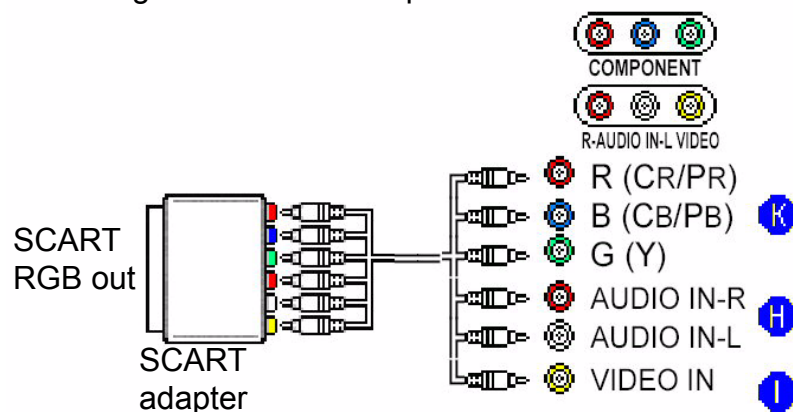 COMPONENT
R-AUDIO IN-L VIDEO
R (CR/PR)
B (CB/PB)
K
G (Y)
SCART
RGB out
AUDIO IN-R
H
AUDIO IN-L
SCART
adapter
VIDEO IN
I